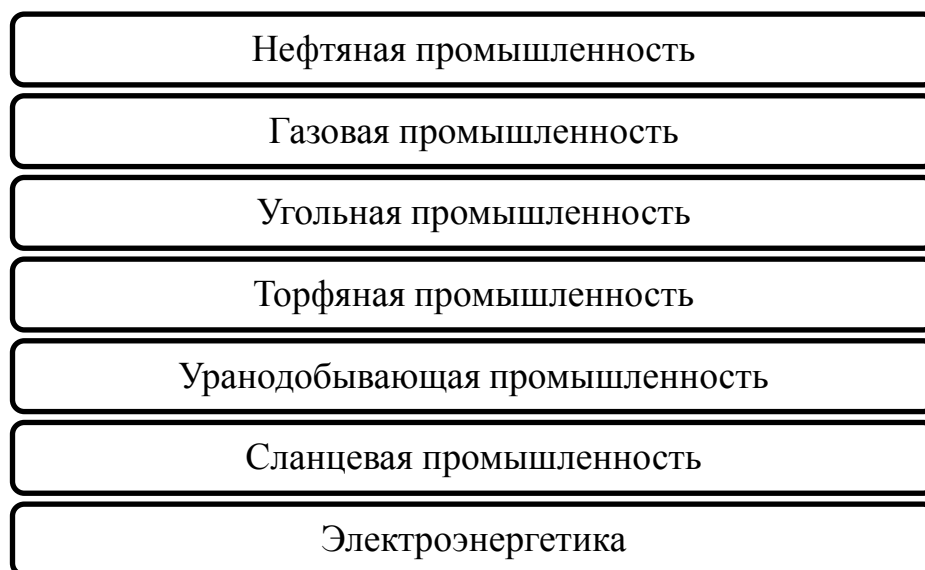 Нефтяная промышленность
Газовая промышленность
Угольная промышленность
Торфяная промышленность
Уранодобывающая промышленность
Сланцевая промышленность
Электроэнергетика